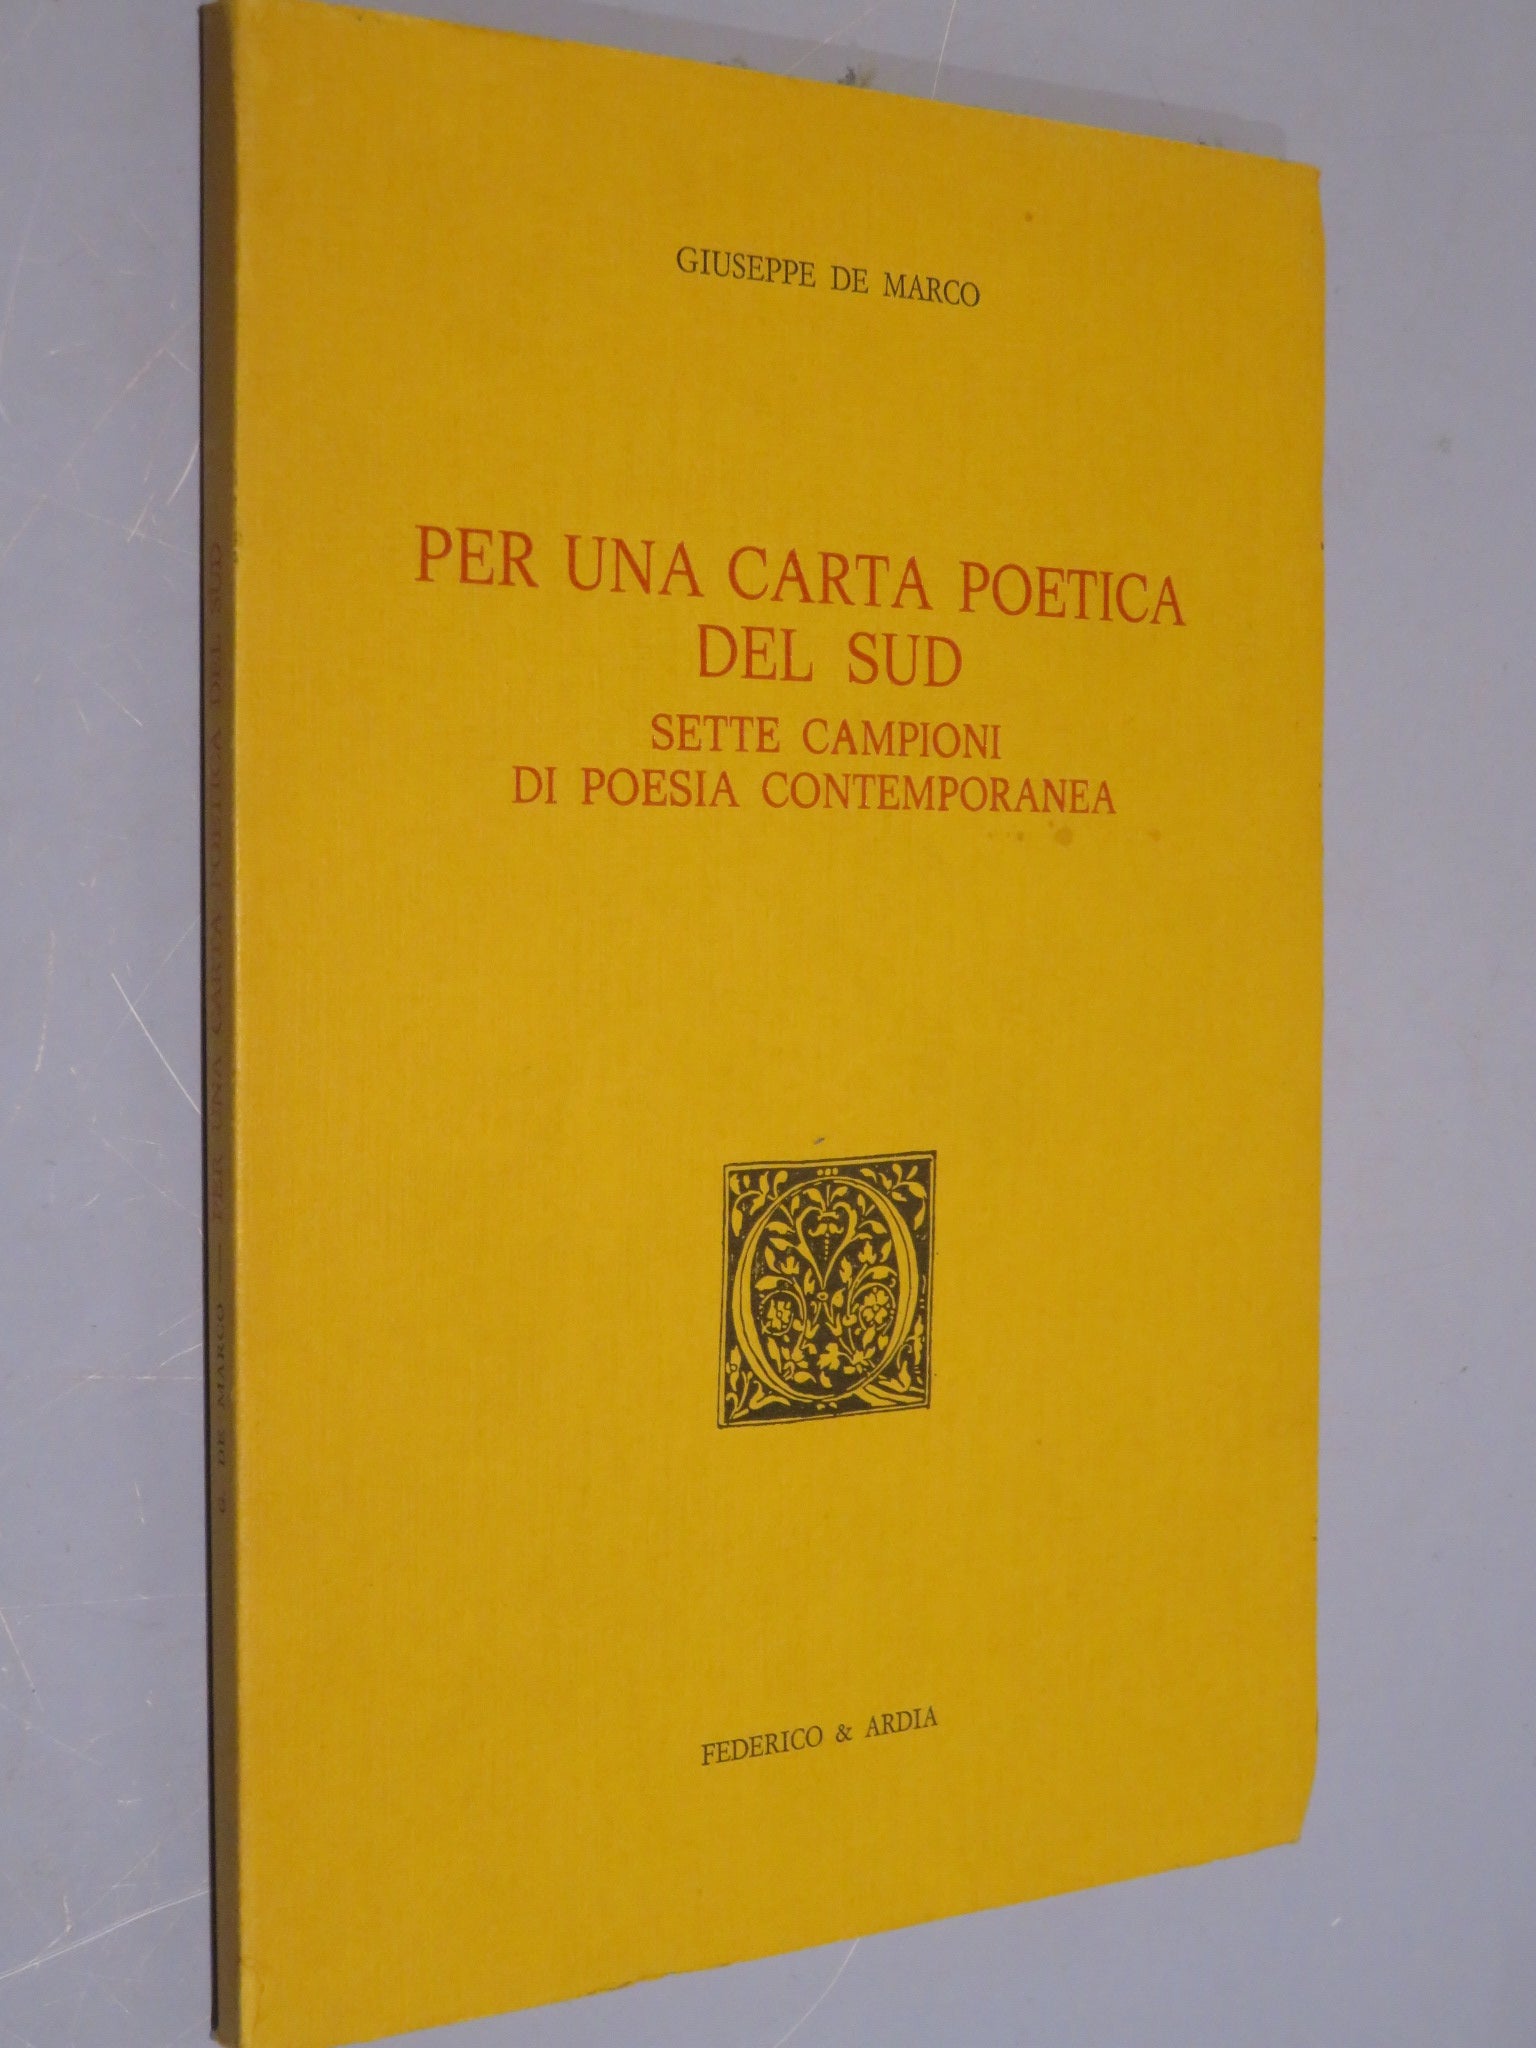 GIUSEPPE DE MARCO
PER UNA CARTA POETICA
DEL SUD
SETTE CAMPIONI
DI POESIA CONTEMPORANEA
FEDERICO & ARDIA
G. DE MARCO — PER UNA CARTA POETICA DEL SUD